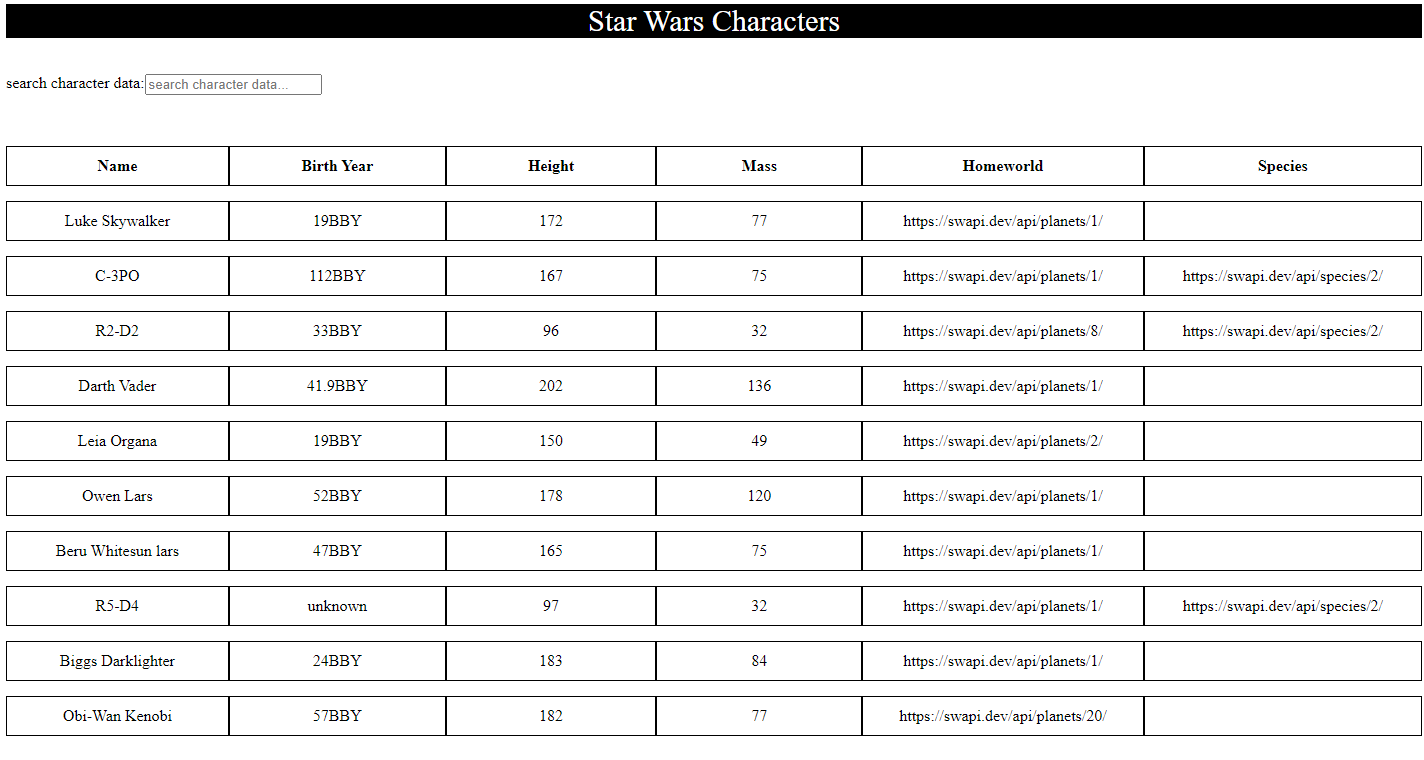 Star Wars Characters
search character data: search character data...
Name Birth Year Height Mass Homeworld Species
Luke Skywalker 19BBY 172 77 https://swapi.dev/api/planets/1/
C-3PO 112BBY 167 75 https://swapi.dev/api/planets/1/ https://swapi.dev/api/species/2/
R2-D2 33BBY 96 32 https://swapi.dev/api/planets/8/ https://swapi.dev/api/species/2/
Darth Vader 41.9BBY 202 136 https://swapi.dev/api/planets/1/
Leia Organa 19BBY 150 49 https://swapi.dev/api/planets/2/
Owen Lars 52BBY 178 120 https://swapi.dev/api/planets/1/
Beru Whitesun lars 47BBY 165 75 https://swapi.dev/api/planets/1/
R5-D4 unknown 97 32 https://swapi.dev/api/planets/1/ https://swapi.dev/api/species/2/
Biggs Darklighter 24BBY 183 84 https://swapi.dev/api/planets/1/
Obi-Wan Kenobi 57BBY 182 77 https://swapi.dev/api/planets/20/